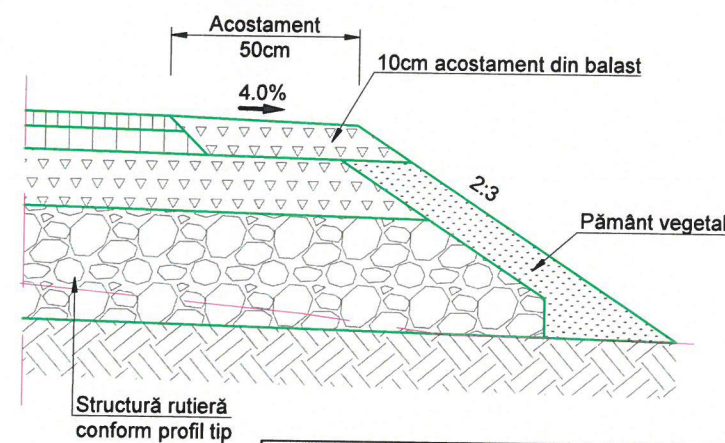 Acostament
50cm
10cm acostament din balast
4.0%
2:3
Pământ vegetal
Structură rutieră
conform profil tip